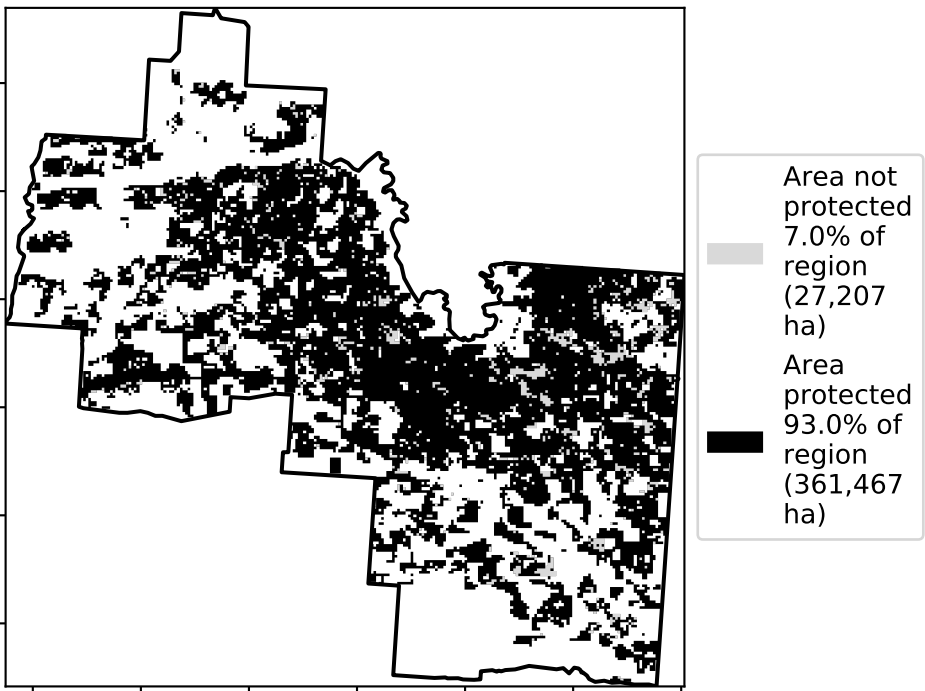 Area not
protected
7.0% of
region
(27,207
ha)
Area
protected
93.0% of
region
(361,467
ha)